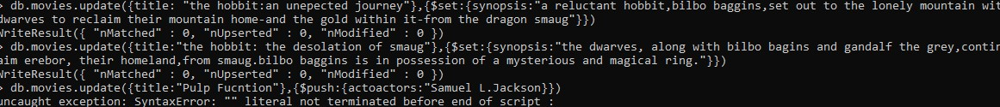 > db.movies.update({title: "the hobbit:an unepected journey"},{$set:{synopsis:"a reluctant hobbit,bilbo baggins,set out to the lonely mountain wit
dwarves to reclaim their mountain home-and the gold within it-from the dragon smaug"}})
WriteResult({ "nMatched" : 0, "nUpserted" : 0, "nModified" : 0 })
> db.movies.update({title:"the hobbit: the desolation of smaug"},{$set:{synopsis:"the dwarves, along with bilbo bagins and gandalf the grey,contin
aim erebor, their homeland,from smaug.bilbo baggins is in possession of a mysterious and magical ring."}})
WriteResult({ "nMatched" : 0, "nUpserted" : 0, "nModified" : 0 })
> db.movies.update({title:"Pulp Fucntion"},{$push:{actoactors:"Samuel L.Jackson}})
uncaught exception: SyntaxError: "" literal not terminated before end of script :